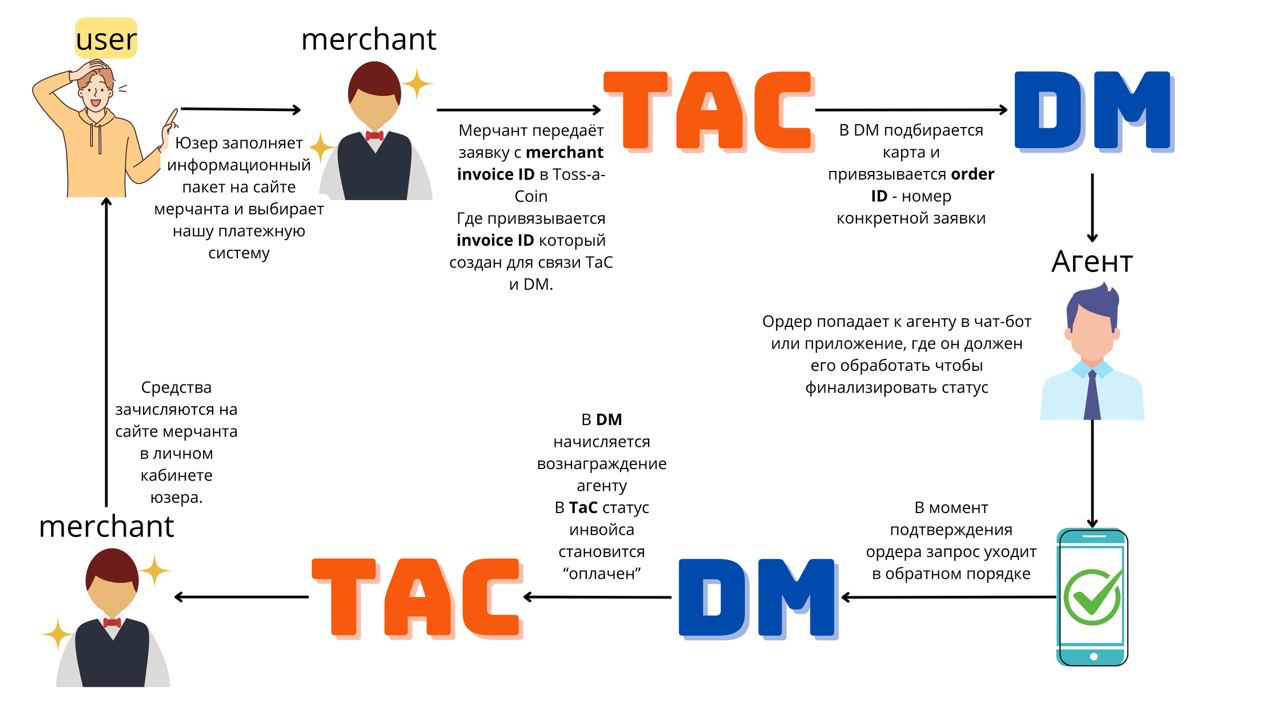 user
merchant
TAC
DM
Юзер заполняет
информационный
пакет на сайте
мерчанта и выбирает
нашу платежную
систему
Мерчант передаёт
заявку с merchant
invoice ID в Toss-a-
Coin
Где привязывается
invoice ID который
создан для связи ТаС
и DM.
В DM подбирается
карта и
привязывается order
ID - номер
конкретной заявки
Агент
Ордер попадает к агенту в чат-бот
или приложение, где он должен
его обработать чтобы
финализировать статус
В момент
подтверждения
ордера запрос уходит
в обратном порядке
DM
В DM
начисляется
вознаграждение
агенту
В ТаС статус
инвойса
становится
“оплачен”
TAC
merchant
Средства
зачисляются на
сайте мерчанта
в личном
кабинете
юзера.